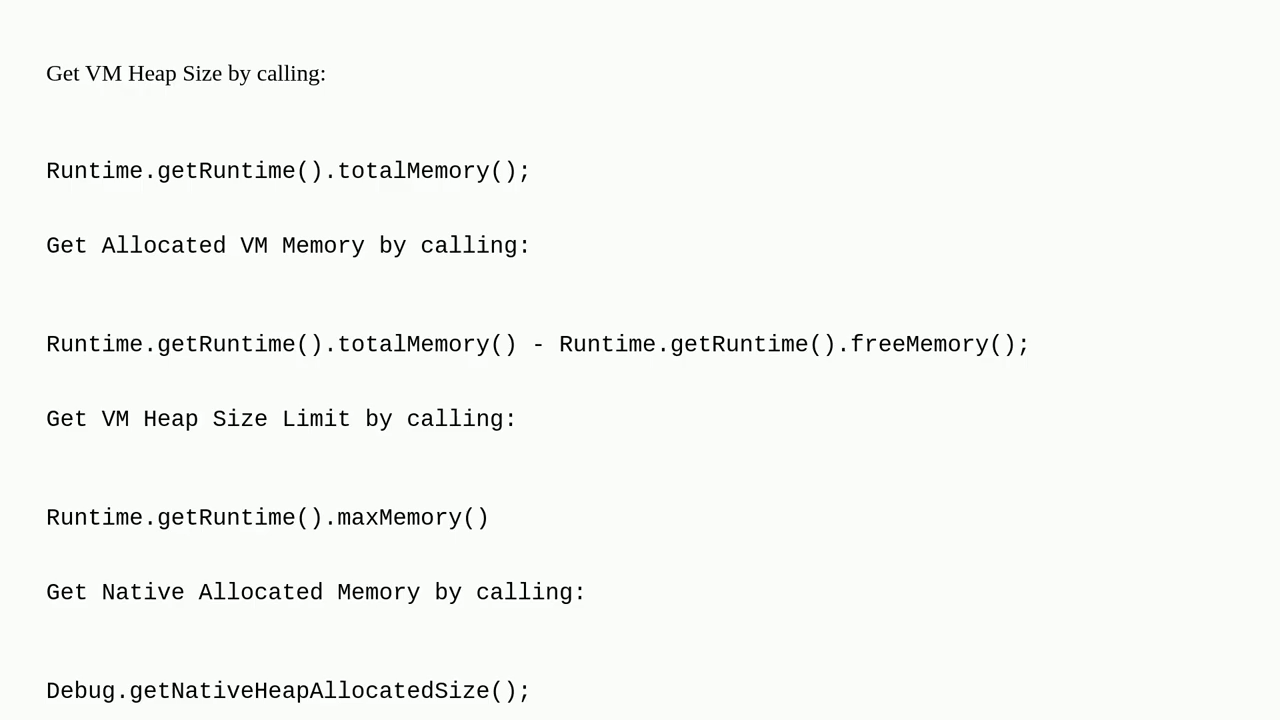 Get VM Heap Size by calling:
Runtime.getRuntime().totalMemory();
Get Allocated VM Memory by calling:
Runtime.getRuntime().totalMemory() - Runtime.getRuntime().freeMemory();
Get VM Heap Size Limit by calling:
Runtime.getRuntime().maxMemory()
Get Native Allocated Memory by calling:
Debug.getNativeHeapAllocatedSize();